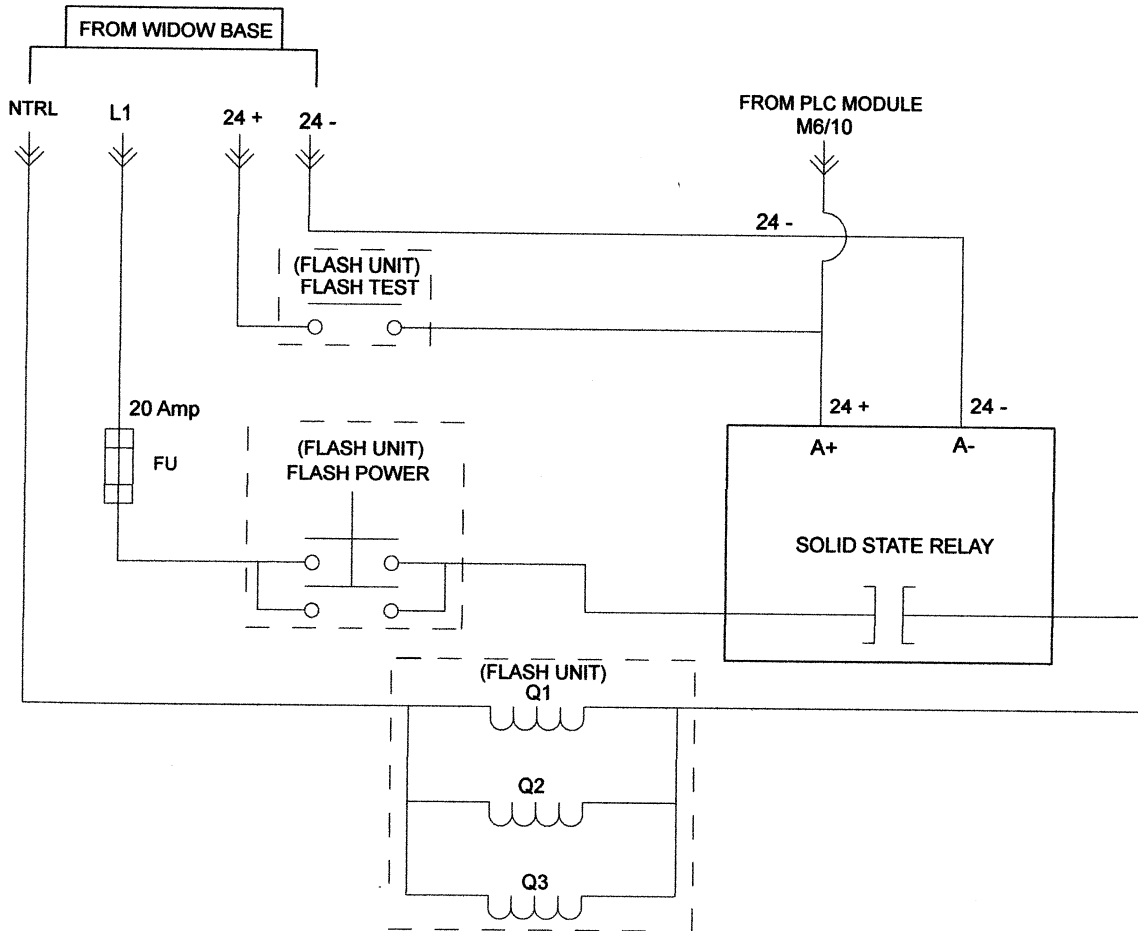 FROM WIDOW BASE
NTRL
L1
24 +
24 -
FROM PLC MODULE
M6/10
24 -
(FLASH UNIT)
FLASH TEST
20 Amp
FU
(FLASH UNIT)
FLASH POWER
24 +
24 -
A+
A-
SOLID STATE RELAY
(FLASH UNIT)
Q1
Q2
Q3